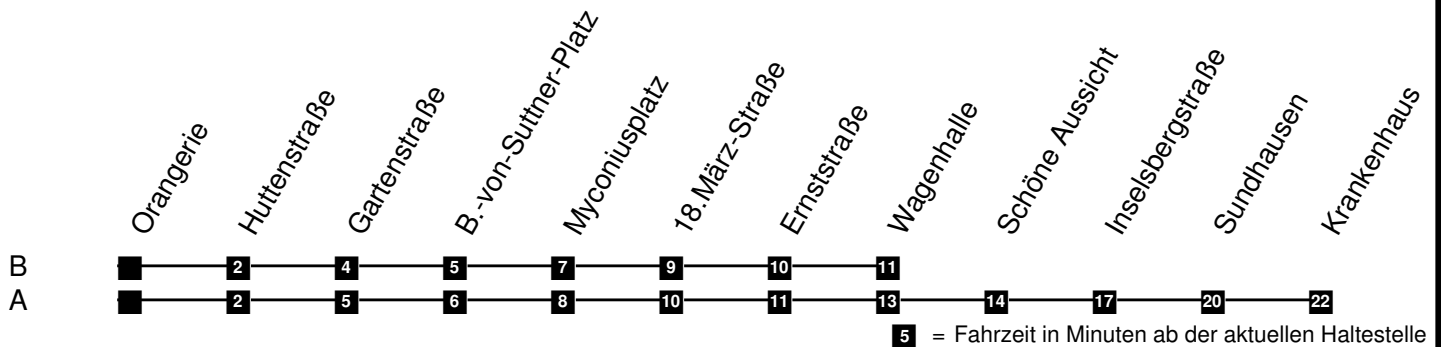 Orangerie
Huttenstraße
Gartenstraße
B.-von-Suttner-Platz
Myconiusplatz
18.März-Straße
Ernststraße
Wagenhalle
Schöne Aussicht
Inselsbergstraße
Sundhausen
Krankenhaus
B 2 4 5 7 9 10 11
A 2 5 6 8 10 11 13 14 17 20 22
5 = Fahrzeit in Minuten ab der aktuellen Haltestelle